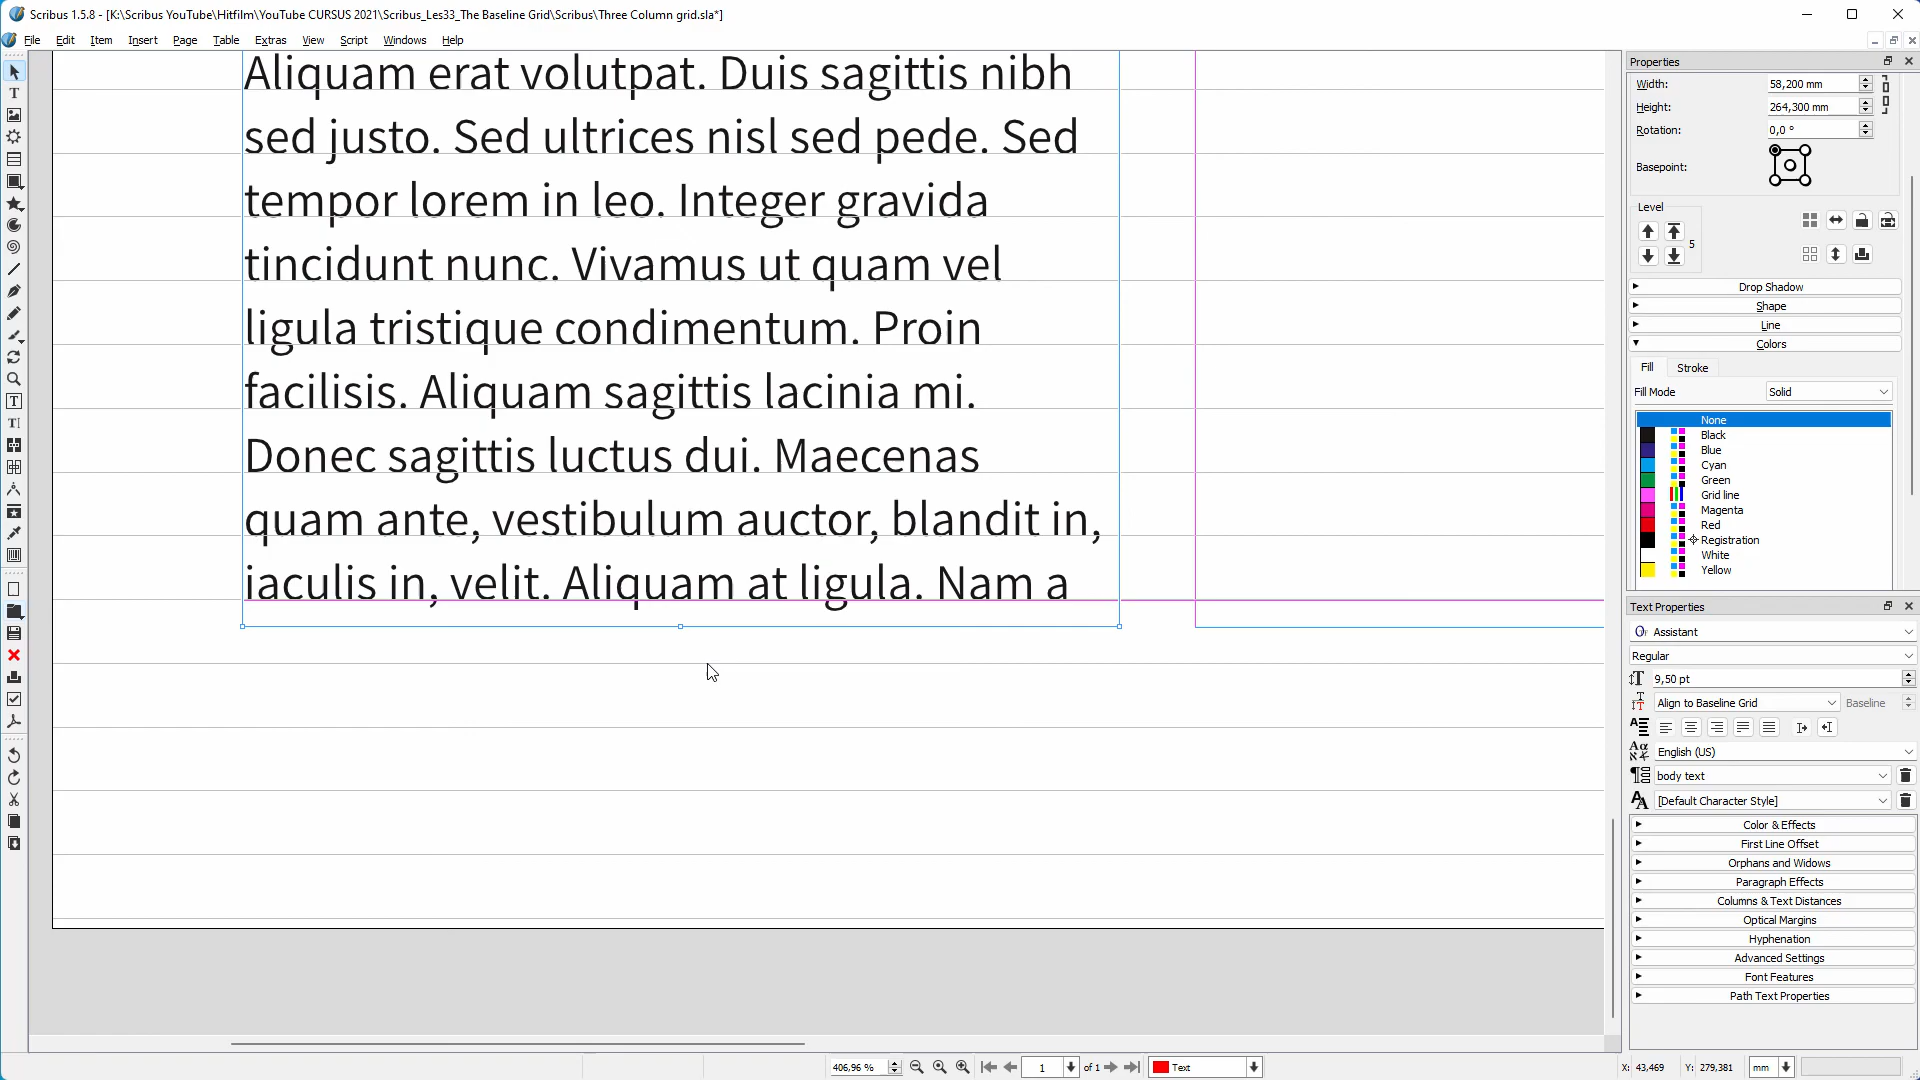 Scribus 1.5.8 - [K:\Scribus YouTube\Hitfilm\YouTube CURSUS 2021\Scribus_Les33_The Baseline Grid\Scribus\Three Column grid.sla*]
File Edit Item Insert Page Table Extras View Script Windows Help
Aliquam erat volutpat. Duis sagittis nibh
sed justo. Sed ultrices nisl sed pede. Sed
tempor lorem in leo. Integer gravida
tincidunt nunc. Vivamus ut quam vel
ligula tristique condimentum. Proin
facilisis. Aliquam sagittis lacinia mi.
Donec sagittis luctus dui. Maecenas
quam ante, vestibulum auctor, blandit in,
iaculis in, velit. Aliquam at ligula. Nam a
Properties
Width: 58,200 mm
Height: 264,300 mm
Rotation: 0,0 °
Basepoint:
Level
5
Drop Shadow
Shape
Line
Colors
Fill Stroke
Fill Mode Solid
None
Black
Blue
Cyan
Green
Grid line
Magenta
Red
Registration
White
Yellow
Text Properties
Assistant
Regular
9,50 pt
Align to Baseline Grid Baseline
English (US)
body text
[Default Character Style]
Color & Effects
First Line Offset
Orphans and Widows
Paragraph Effects
Columns & Text Distances
Optical Margins
Hyphenation
Advanced Settings
Font Features
Path Text Properties
406,96 % 1 of 1 Text X: 43,469 Y: 279,381 mm